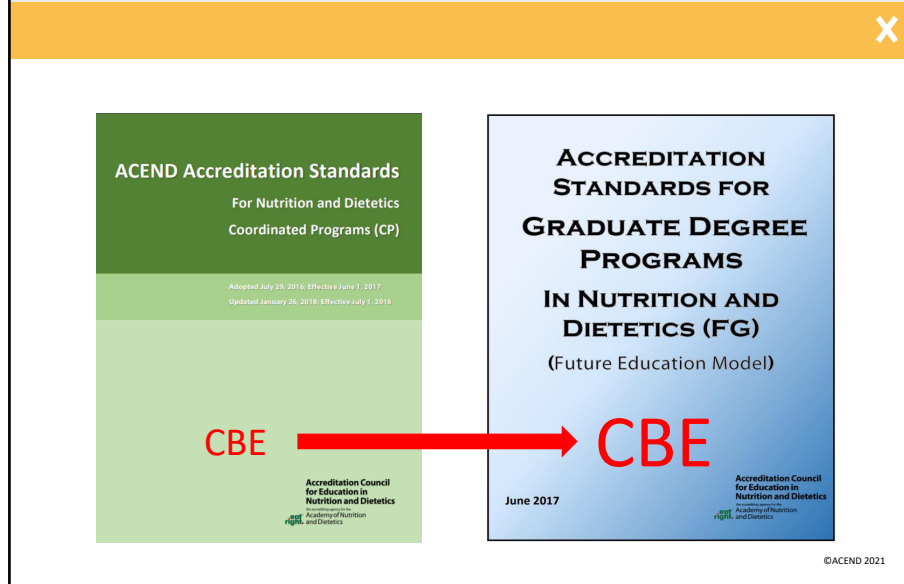 X
ACEND Accreditation Standards
For Nutrition and Dietetics
Coordinated Programs (CP)
Adopted July 29, 2016; Effective June 1, 2017
Updated January 26, 2018; Effective July 1, 2018
CBE
Accreditation Council
for Education in
Nutrition and Dietetics
the accrediting agency for the
eat right. Academy of Nutrition
and Dietetics
ACCREDITATION
STANDARDS FOR
GRADUATE DEGREE
PROGRAMS
IN NUTRITION AND
DIETETICS (FG)
(Future Education Model)
CBE
June 2017
Accreditation Council
for Education in
Nutrition and Dietetics
the accrediting agency for the
eat right. Academy of Nutrition
and Dietetics
©ACEND 2021